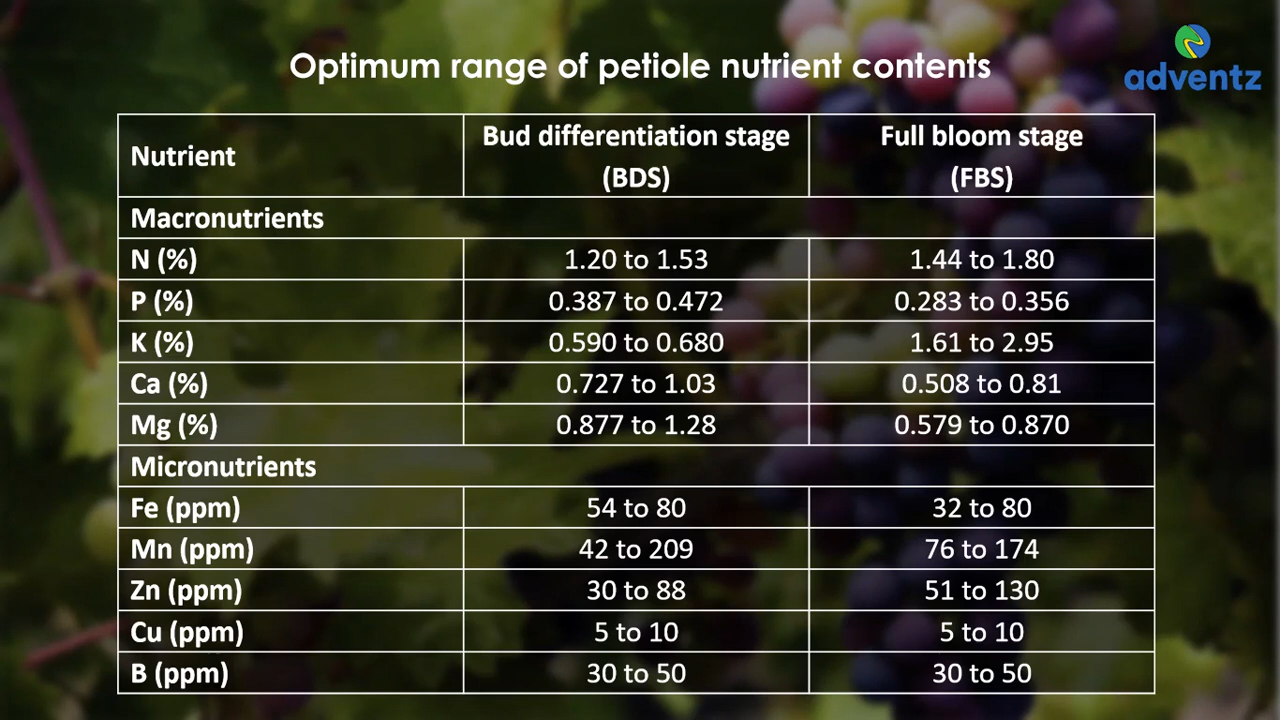 Optimum range of petiole nutrient contents
adventz
Nutrient
Bud differentiation stage
(BDS)
Full bloom stage
(FBS)
Macronutrients
N (%) 1.20 to 1.53 1.44 to 1.80
P (%) 0.387 to 0.472 0.283 to 0.356
K (%) 0.590 to 0.680 1.61 to 2.95
Ca (%) 0.727 to 1.03 0.508 to 0.81
Mg (%) 0.877 to 1.28 0.579 to 0.870
Micronutrients
Fe (ppm) 54 to 80 32 to 80
Mn (ppm) 42 to 209 76 to 174
Zn (ppm) 30 to 88 51 to 130
Cu (ppm) 5 to 10 5 to 10
B (ppm) 30 to 50 30 to 50